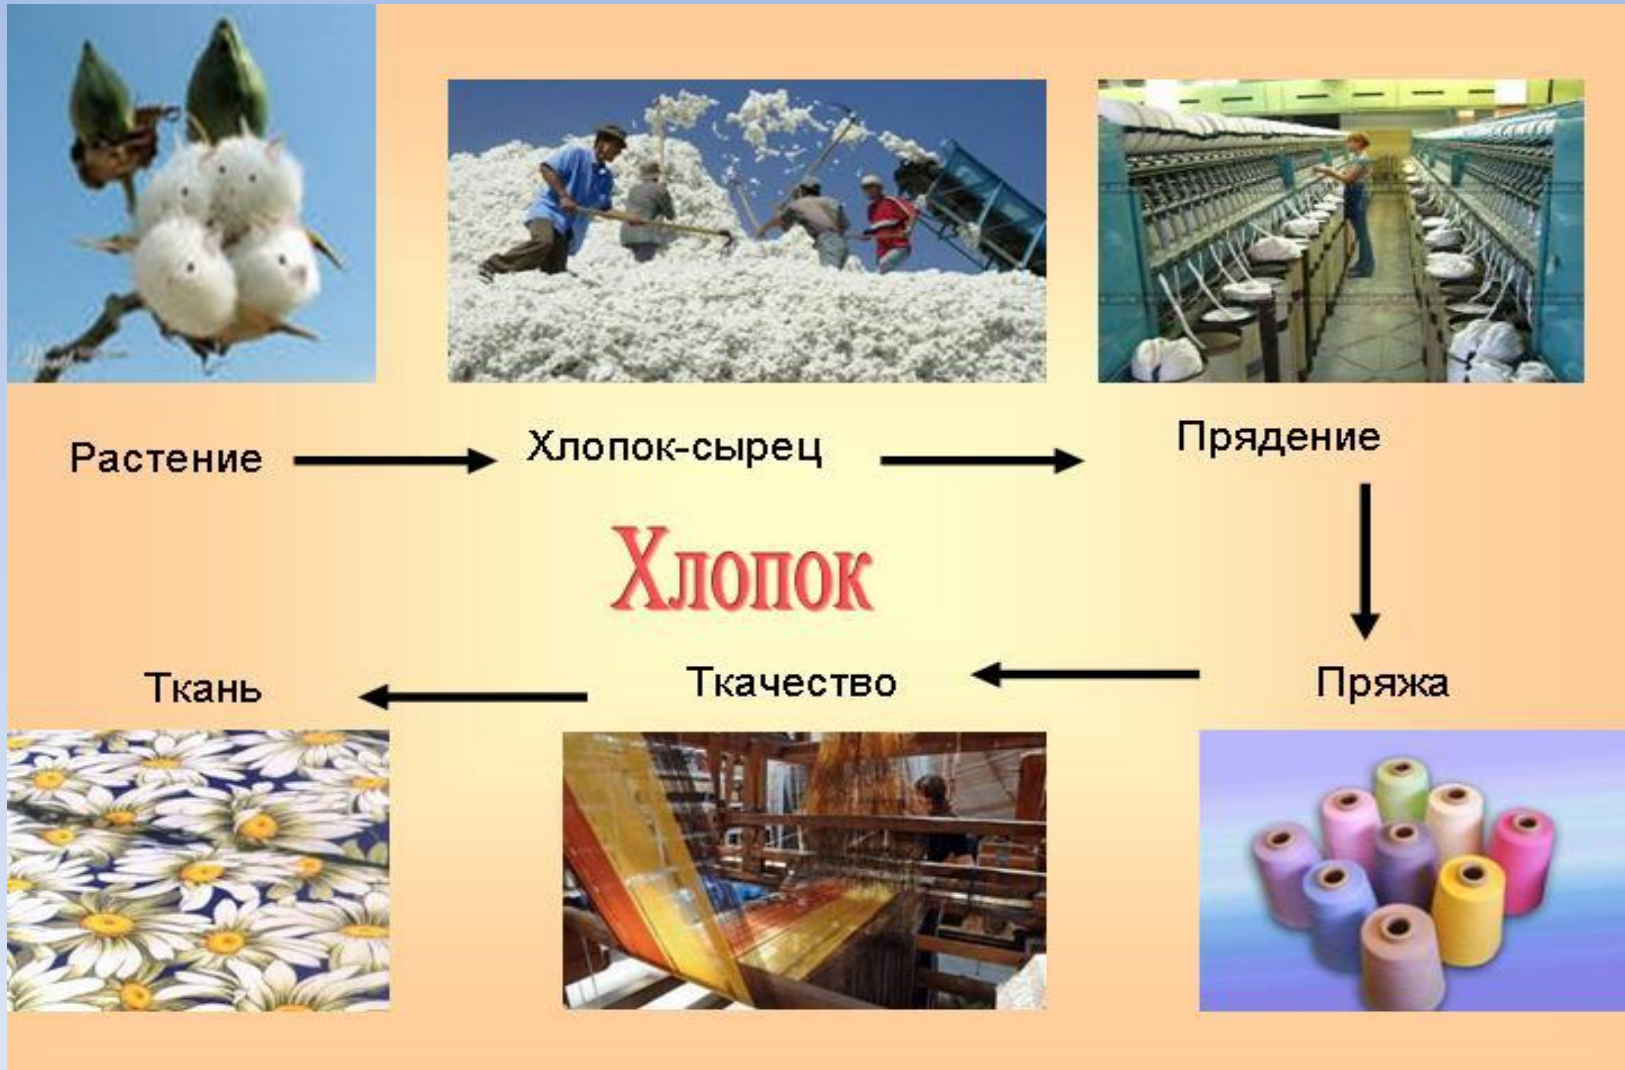 Растение
Хлопок-сырец
Прядение
Хлопок
Ткань
Ткачество
Пряжа